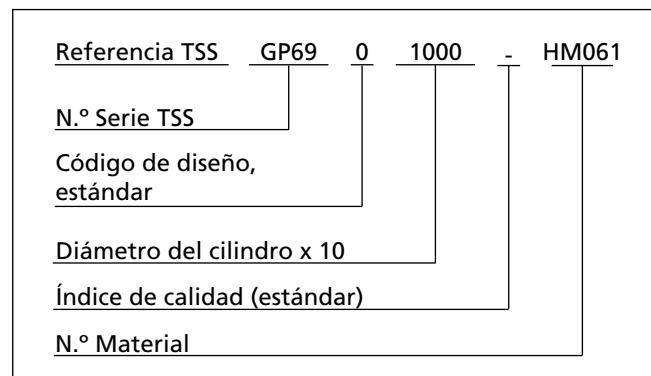 Referencia TSS GP69 0 1000 - HM061
N.º Serie TSS
Código de diseño,
estándar
Diámetro del cilindro x 10
Índice de calidad (estándar)
N.º Material